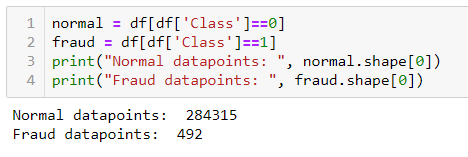 1 normal = df[df['Class']==0]
2 fraud = df[df['Class']==1]
3 print("Normal datapoints: ", normal.shape[0])
4 print("Fraud datapoints: ", fraud.shape[0])
Normal datapoints:  284315
Fraud datapoints:  492